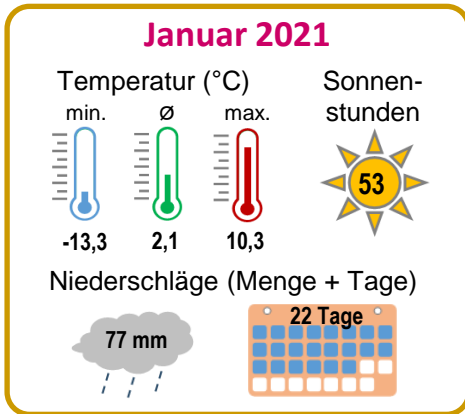 Januar 2021
Temperatur (°C)
min. Ø max.
-13,3 2,1 10,3
Sonnen-
stunden
53
Niederschläge (Menge + Tage)
77 mm
22 Tage